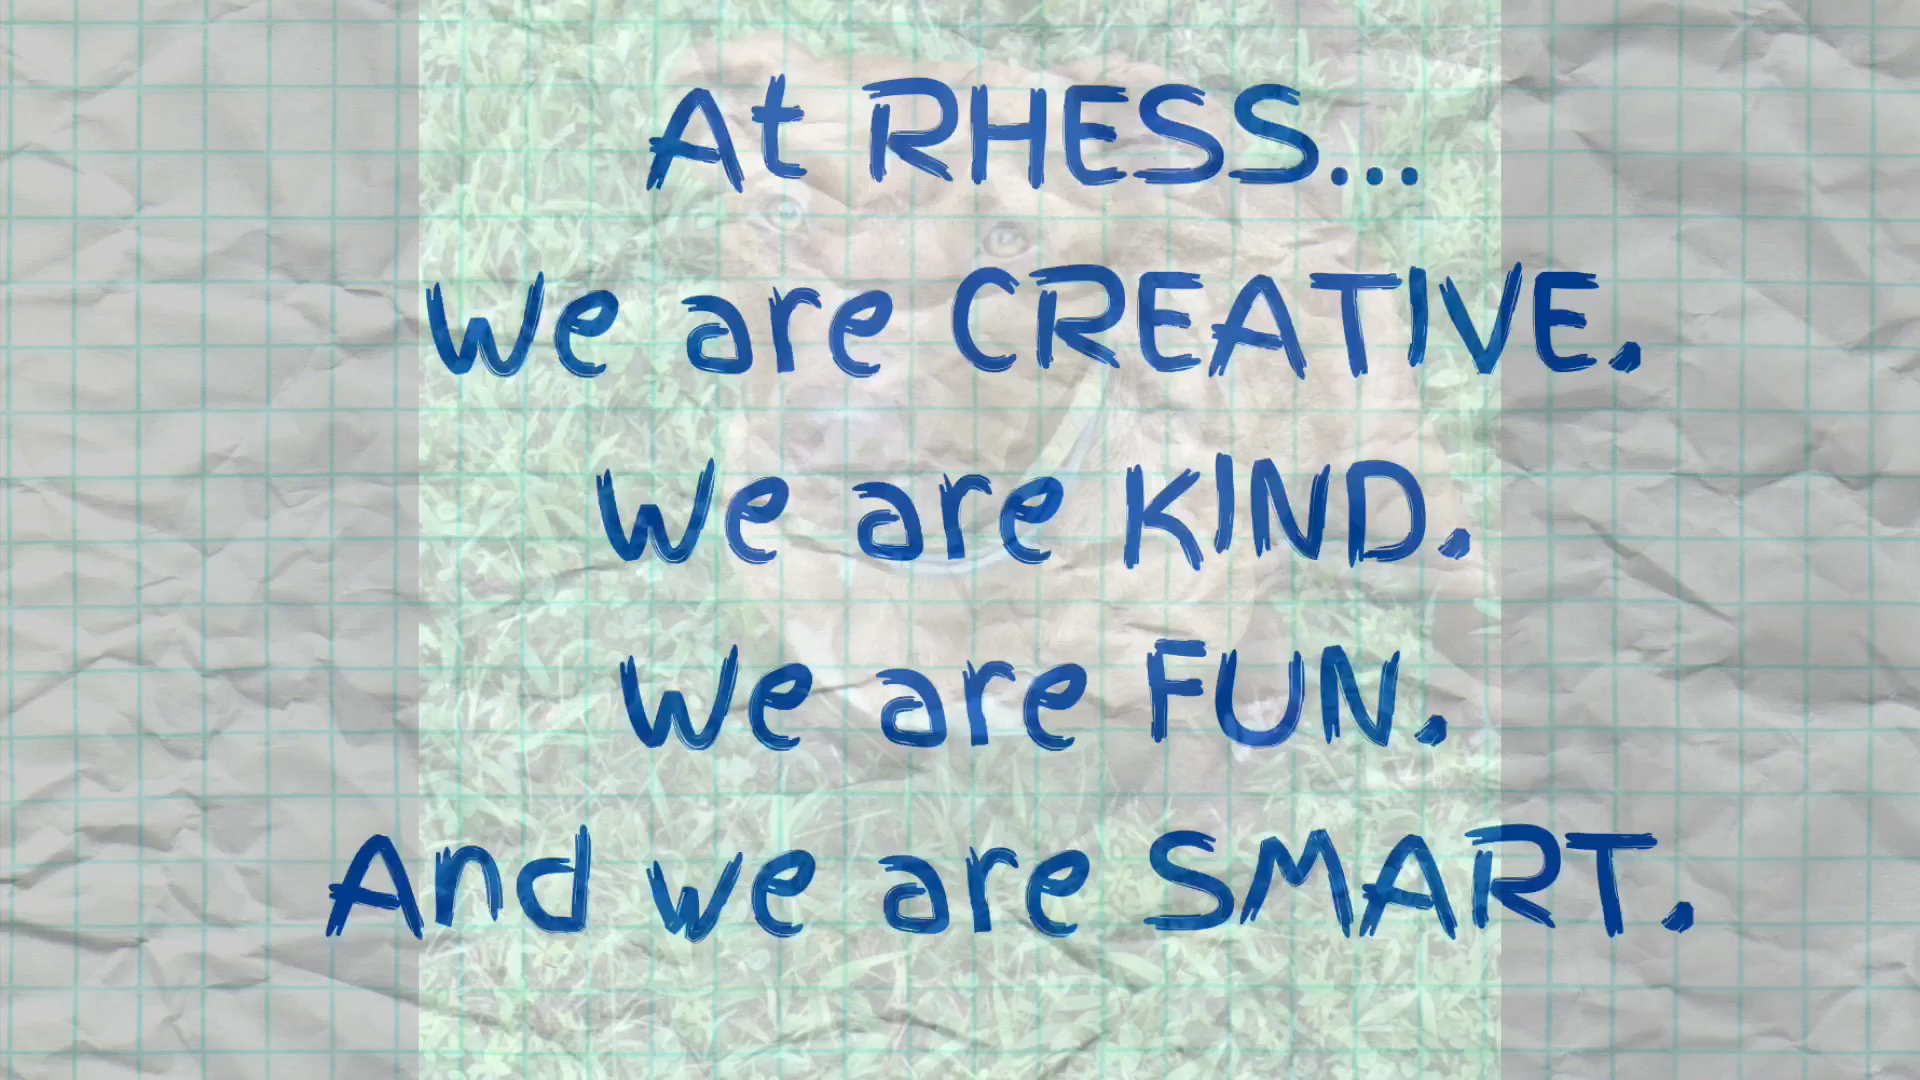 At RHESS...
We are CREATIVE.
We are KIND.
We are FUN.
And we are SMART.